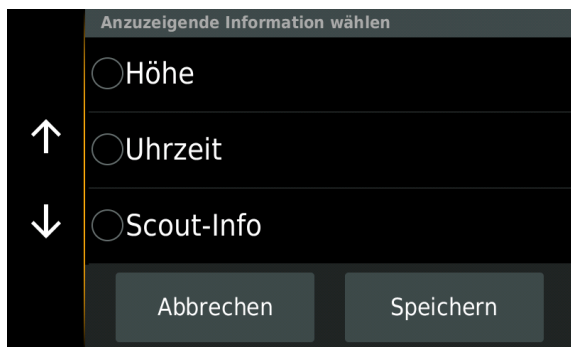 Anzuzeigende Information wählen
Höhe
Uhrzeit
Scout-Info
Abbrechen
Speichern